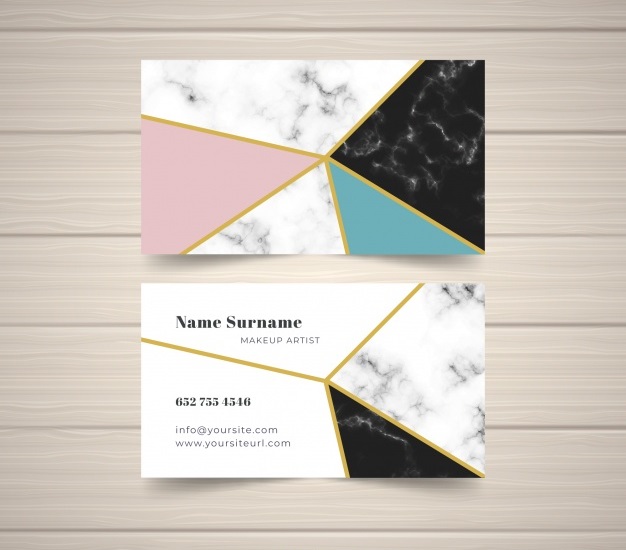 Name Surname
MAKEUP ARTIST
652 755 4546
info@yoursite.com
www.yoursiteurl.com